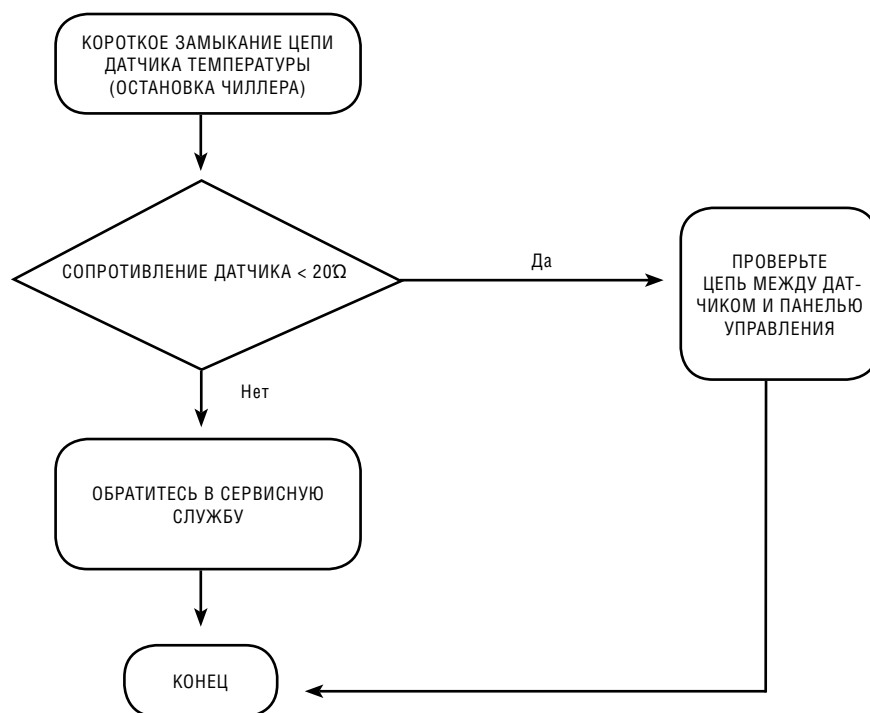 КОРОТКОЕ ЗАМЫКАНИЕ ЦЕПИ
ДАТЧИКА ТЕМПЕРАТУРЫ
(ОСТАНОВКА ЧИЛЛЕРА)
СОПРОТИВЛЕНИЕ ДАТЧИКА < 20Ω
Да
ПРОВЕРЬТЕ
ЦЕПЬ МЕЖДУ ДАТ-
ЧИКОМ И ПАНЕЛЬЮ
УПРАВЛЕНИЯ
Нет
ОБРАТИТЕСЬ В СЕРВИСНУЮ
СЛУЖБУ
КОНЕЦ